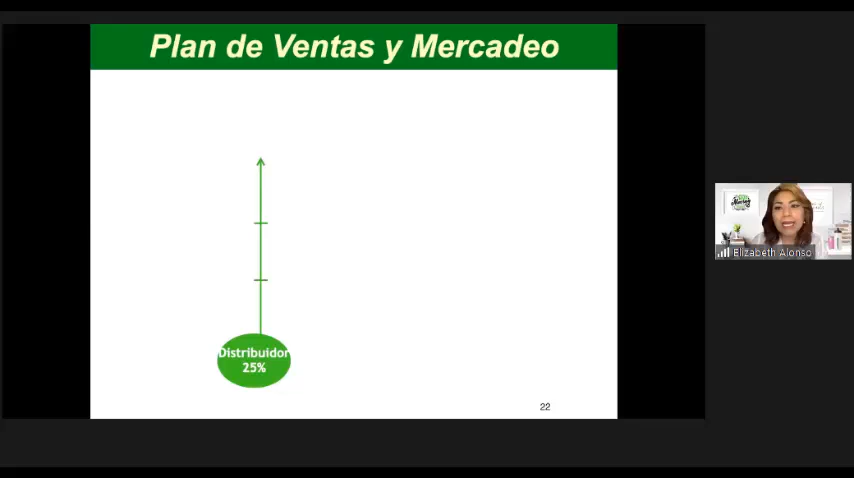 Plan de Ventas y Mercadeo
Distribuidor
25%
22
Elizabeth Alonso